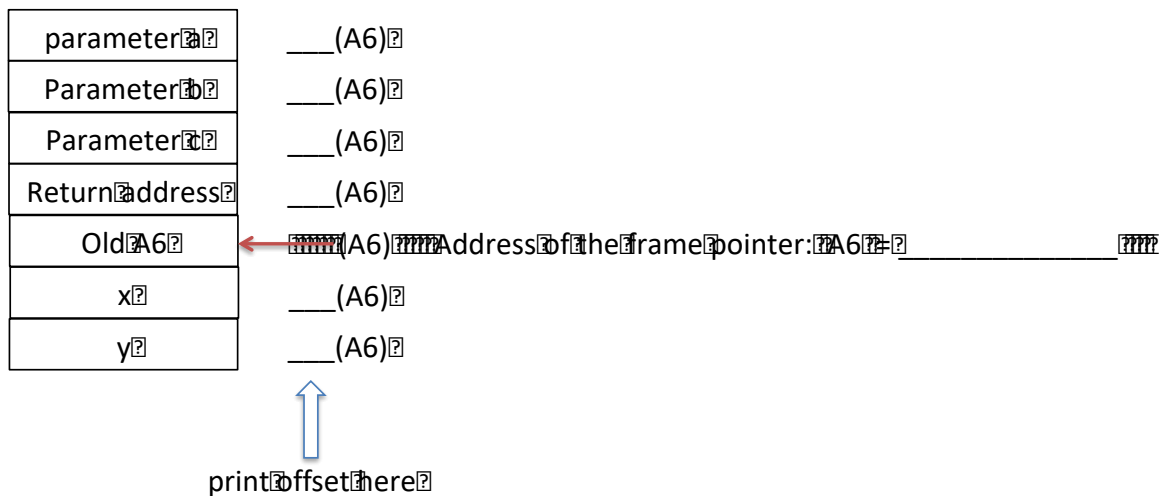 parameter a ___(A6)
Parameter b ___(A6)
Parameter c ___(A6)
Return address ___(A6)
Old A6 (A6) Address of the frame pointer: A6 = ______________
x ___(A6)
y ___(A6)
print offset here